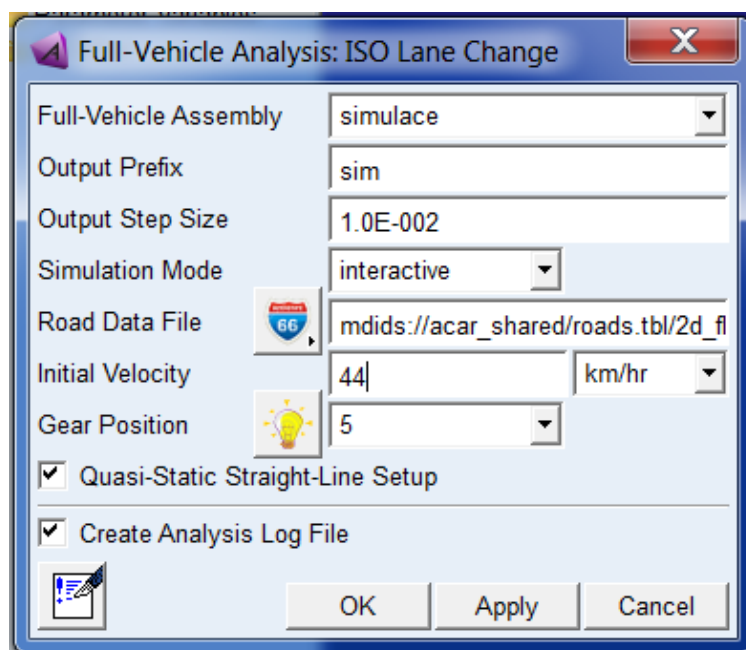 Full-Vehicle Analysis: ISO Lane Change
Full-Vehicle Assembly simulace
Output Prefix sim
Output Step Size 1.0E-002
Simulation Mode interactive
Road Data File 66 mdids://acar_shared/roads.tbl/2d_fl
Initial Velocity 44 km/hr
Gear Position 5
Quasi-Static Straight-Line Setup
Create Analysis Log File
OK Apply Cancel